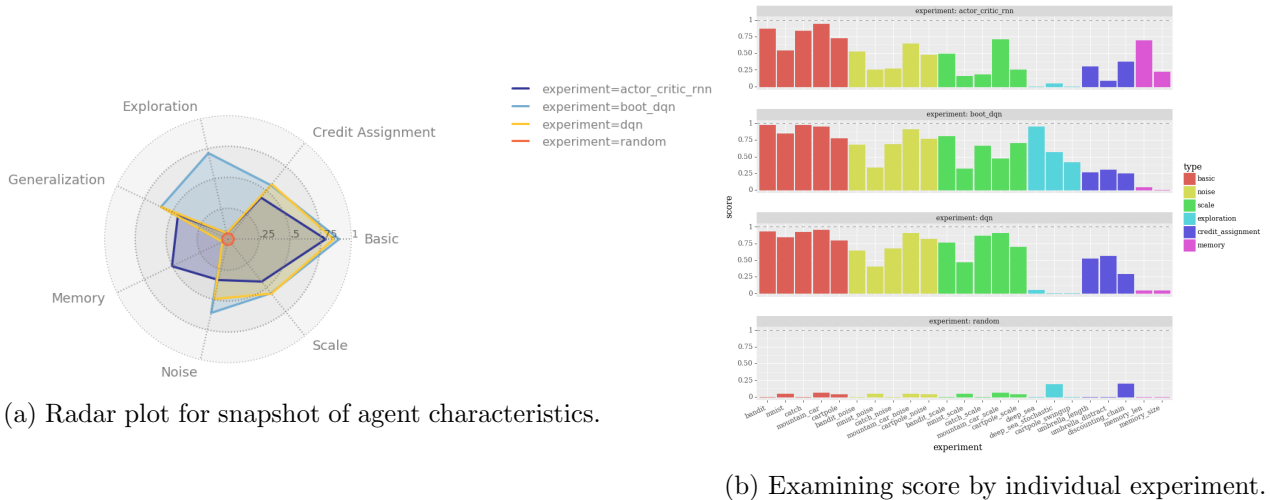 Exploration
Credit Assignment
Generalization
Basic
Memory
Scale
Noise
.25
.5
.75
1
experiment=actor_critic_rnn
experiment=boot_dqn
experiment=dqn
experiment=random
(a) Radar plot for snapshot of agent characteristics.
experiment: actor_critic_rnn
1
0.75
0.50
0.25
0
experiment: boot_dqn
1
0.75
0.50
0.25
0
experiment: dqn
1
0.75
0.50
0.25
0
experiment: random
1
0.75
0.50
0.25
0
score
bandit
mnist
catch
mountain_car
cartpole
bandit_noise
mnist_noise
catch_noise
mountain_car_noise
cartpole_noise
bandit_scale
mnist_scale
catch_scale
mountain_car_scale
cartpole_scale
deep_sea
deep_sea_stochastic
cartpole_swingup
umbrella_length
umbrella_distract
discounting_chain
memory_len
memory_size
experiment
type
basic
noise
scale
exploration
credit_assignment
memory
(b) Examining score by individual experiment.